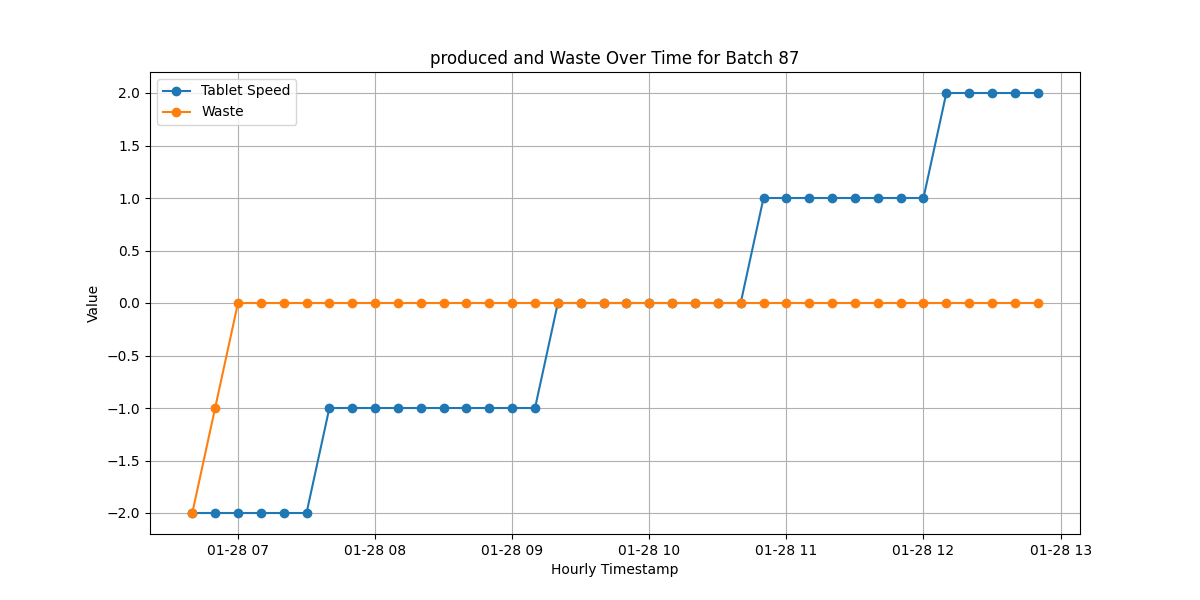 produced and Waste Over Time for Batch 87
Tablet Speed
Waste
2.0
1.5
1.0
0.5
0.0
−0.5
−1.0
−1.5
−2.0
Value
01-28 07 01-28 08 01-28 09 01-28 10 01-28 11 01-28 12 01-28 13
Hourly Timestamp